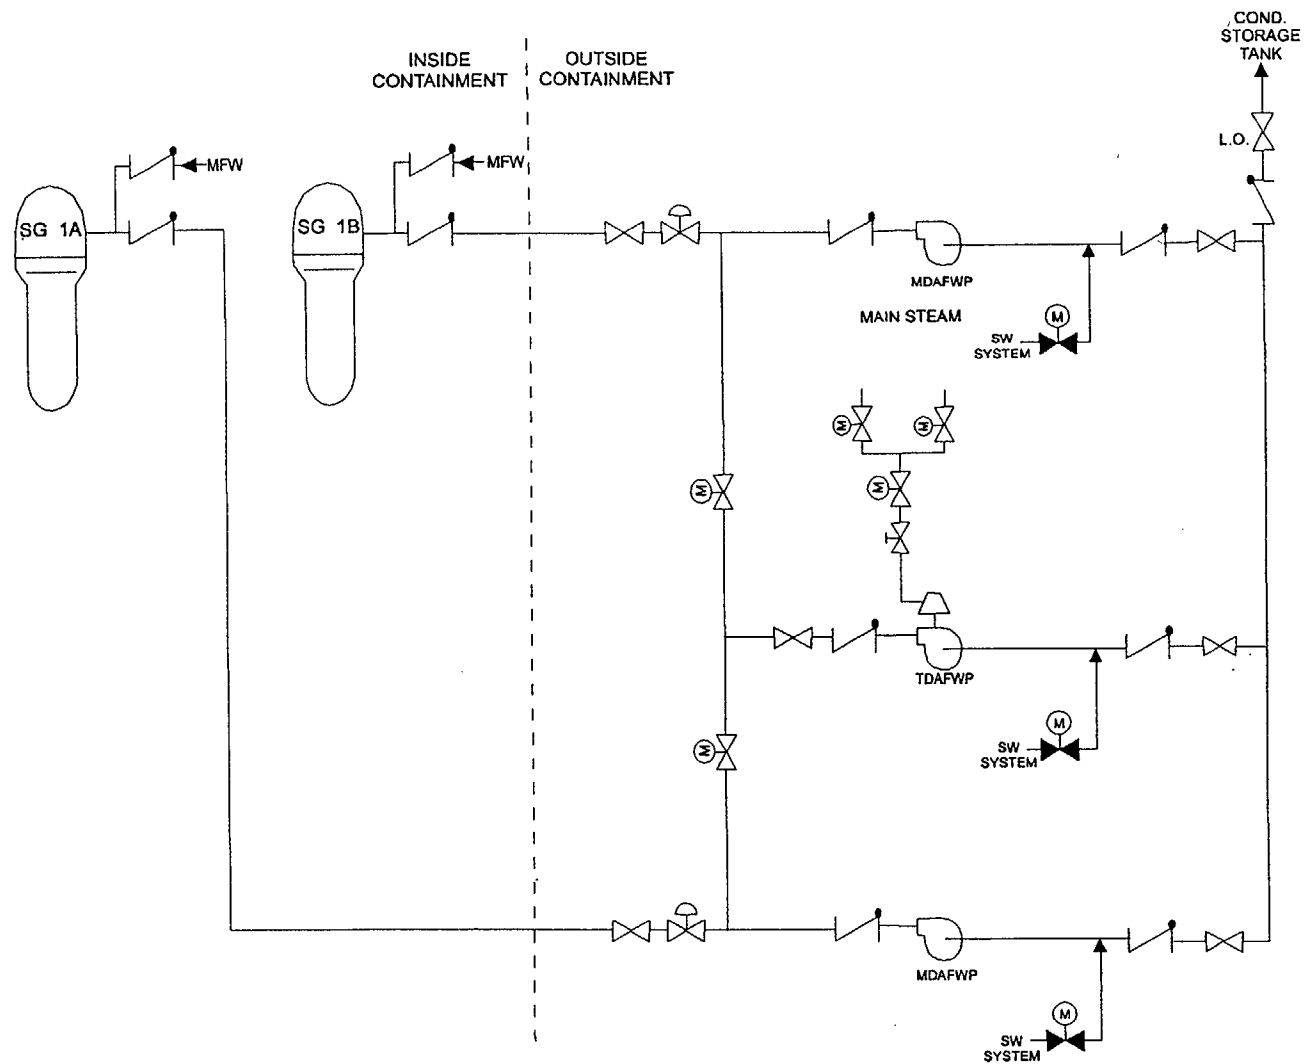 COND.
STORAGE
TANK
INSIDE
CONTAINMENT
OUTSIDE
CONTAINMENT
L.O.
MFW
MFW
SG 1A
SG 1B
MDAFWP
MAIN STEAM
M
SW
SYSTEM
M
M
M
M
TDAFWP
M
SW
SYSTEM
M
MDAFWP
M
SW
SYSTEM